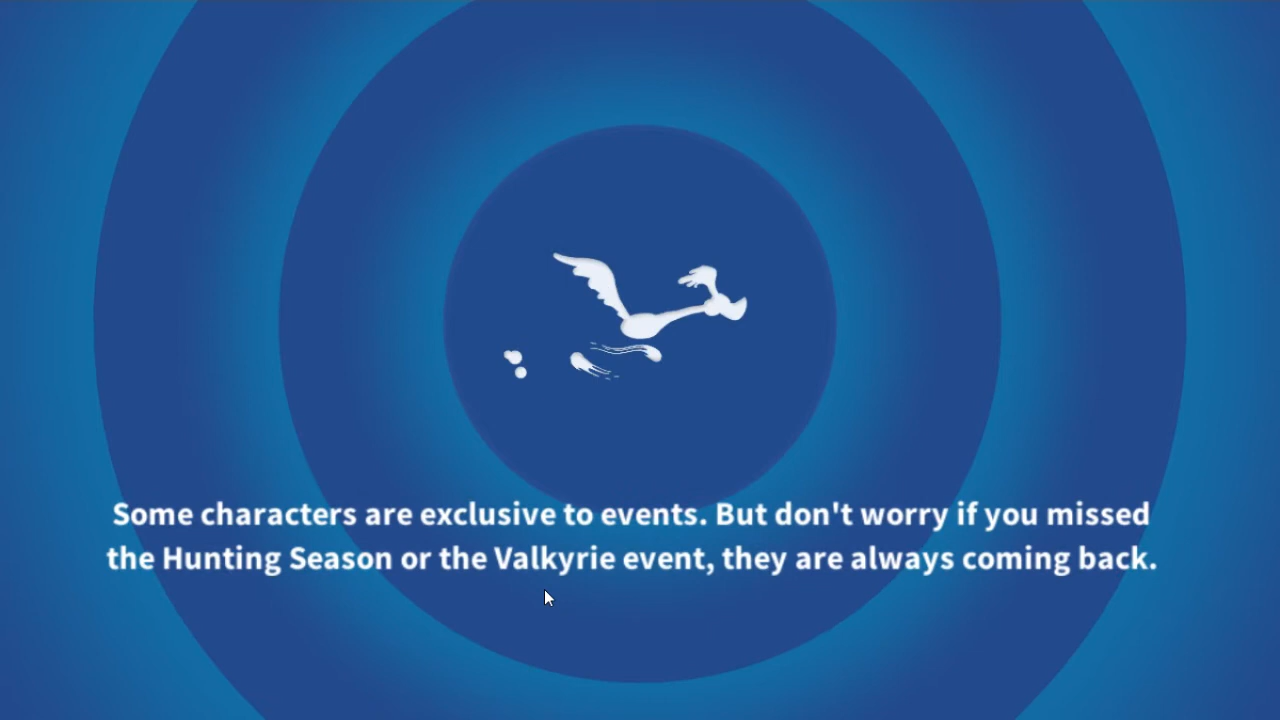 Some characters are exclusive to events. But don't worry if you missed
the Hunting Season or the Valkyrie event, they are always coming back.